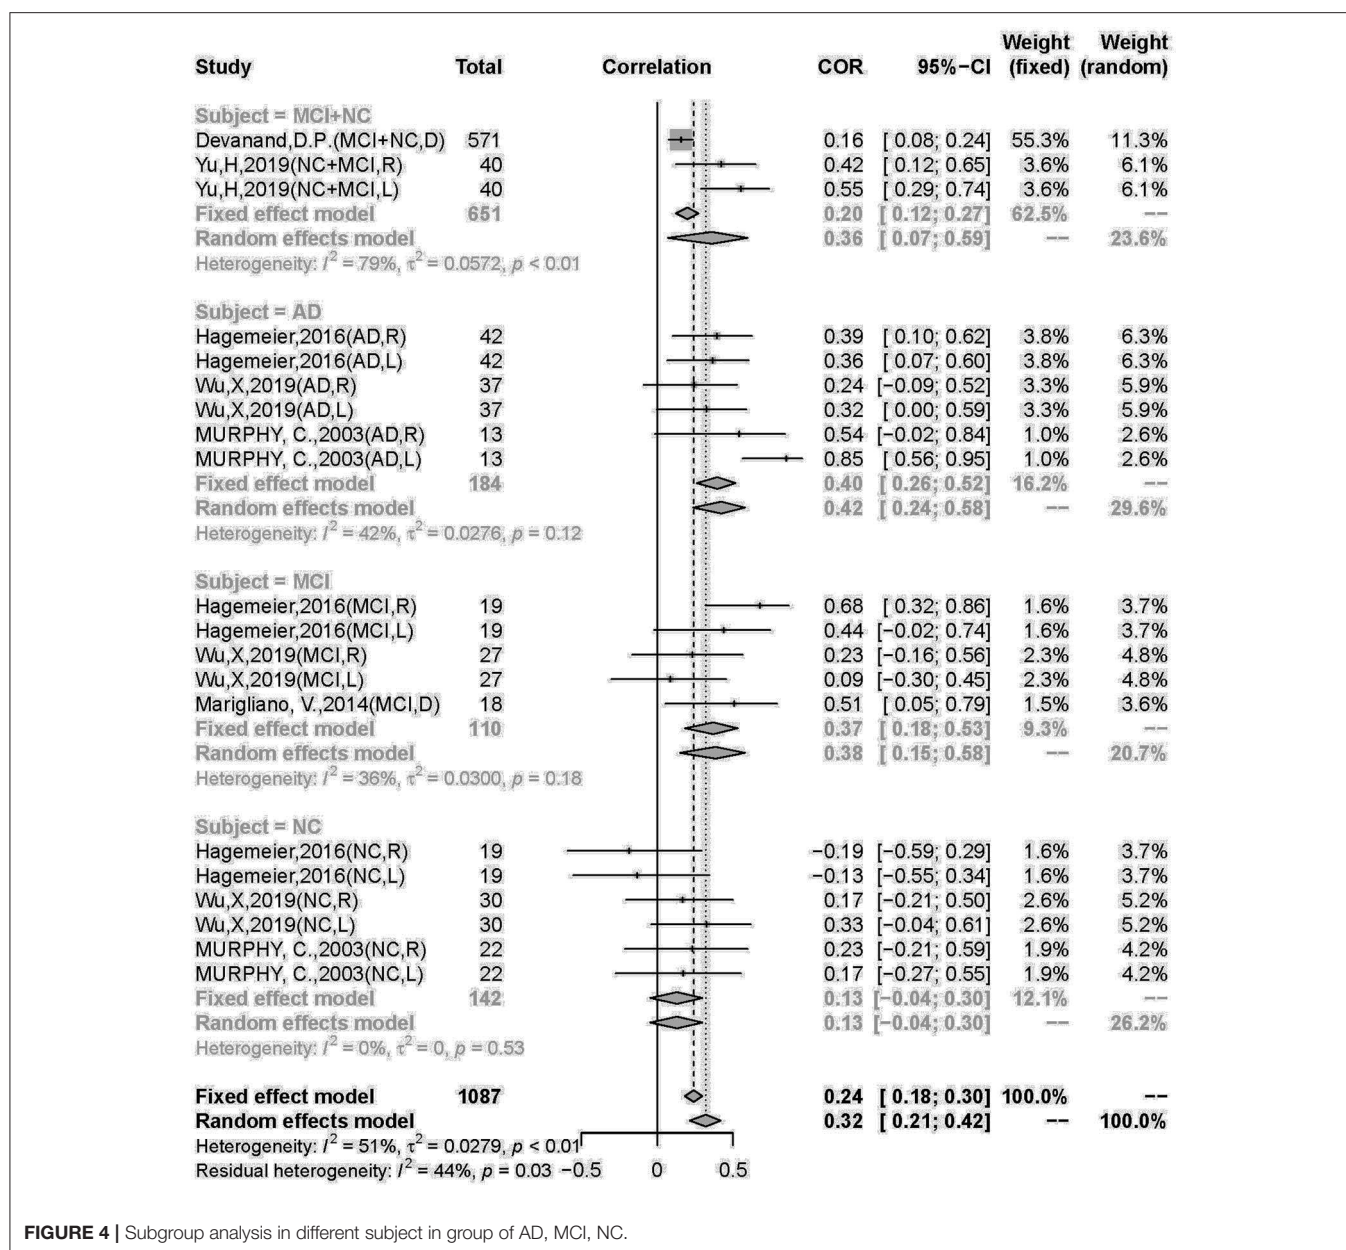 Weight Weight
Study Total Correlation COR 95%−CI (fixed) (random)
Subject = MCI+NC
Devanand,D.P.(MCI+NC,D) 571 0.16 [ 0.08; 0.24] 55.3% 11.3%
Yu,H,2019(NC+MCI,R) 40 0.42 [ 0.12; 0.65] 3.6% 6.1%
Yu,H,2019(NC+MCI,L) 40 0.55 [ 0.29; 0.74] 3.6% 6.1%
Fixed effect model 651 0.20 [ 0.12; 0.27] 62.5% −−
Random effects model 0.36 [ 0.07; 0.59] −− 23.6%
Heterogeneity: I² = 79%, τ² = 0.0572, p < 0.01
Subject = AD
Hagemeier,2016(AD,R) 42 0.39 [ 0.10; 0.62] 3.8% 6.3%
Hagemeier,2016(AD,L) 42 0.36 [ 0.07; 0.60] 3.8% 6.3%
Wu,X,2019(AD,R) 37 0.24 [−0.09; 0.52] 3.3% 5.9%
Wu,X,2019(AD,L) 37 0.32 [ 0.00; 0.59] 3.3% 5.9%
MURPHY, C.,2003(AD,R) 13 0.54 [−0.02; 0.84] 1.0% 2.6%
MURPHY, C.,2003(AD,L) 13 0.85 [ 0.56; 0.95] 1.0% 2.6%
Fixed effect model 184 0.40 [ 0.26; 0.52] 16.2% −−
Random effects model 0.42 [ 0.24; 0.58] −− 29.6%
Heterogeneity: I² = 42%, τ² = 0.0276, p = 0.12
Subject = MCI
Hagemeier,2016(MCI,R) 19 0.68 [ 0.32; 0.86] 1.6% 3.7%
Hagemeier,2016(MCI,L) 19 0.44 [−0.02; 0.74] 1.6% 3.7%
Wu,X,2019(MCI,R) 27 0.23 [−0.16; 0.56] 2.3% 4.8%
Wu,X,2019(MCI,L) 27 0.09 [−0.30; 0.45] 2.3% 4.8%
Marigliano, V.,2014(MCI,D) 18 0.51 [ 0.05; 0.79] 1.5% 3.6%
Fixed effect model 110 0.37 [ 0.18; 0.53] 9.3% −−
Random effects model 0.38 [ 0.15; 0.58] −− 20.7%
Heterogeneity: I² = 36%, τ² = 0.0300, p = 0.18
Subject = NC
Hagemeier,2016(NC,R) 19 −0.19 [−0.59; 0.29] 1.6% 3.7%
Hagemeier,2016(NC,L) 19 −0.13 [−0.55; 0.34] 1.6% 3.7%
Wu,X,2019(NC,R) 30 0.17 [−0.21; 0.50] 2.6% 5.2%
Wu,X,2019(NC,L) 30 0.33 [−0.04; 0.61] 2.6% 5.2%
MURPHY, C.,2003(NC,R) 22 0.23 [−0.21; 0.59] 1.9% 4.2%
MURPHY, C.,2003(NC,L) 22 0.17 [−0.27; 0.55] 1.9% 4.2%
Fixed effect model 142 0.13 [−0.04; 0.30] 12.1% −−
Random effects model 0.13 [−0.04; 0.30] −− 26.2%
Heterogeneity: I² = 0%, τ² = 0, p = 0.53
Fixed effect model 1087 0.24 [ 0.18; 0.30] 100.0% −−
Random effects model 0.32 [ 0.21; 0.42] −− 100.0%
Heterogeneity: I² = 51%, τ² = 0.0279, p < 0.01
Residual heterogeneity: I² = 44%, p = 0.03 −0.5 0 0.5
FIGURE 4 | Subgroup analysis in different subject in group of AD, MCI, NC.